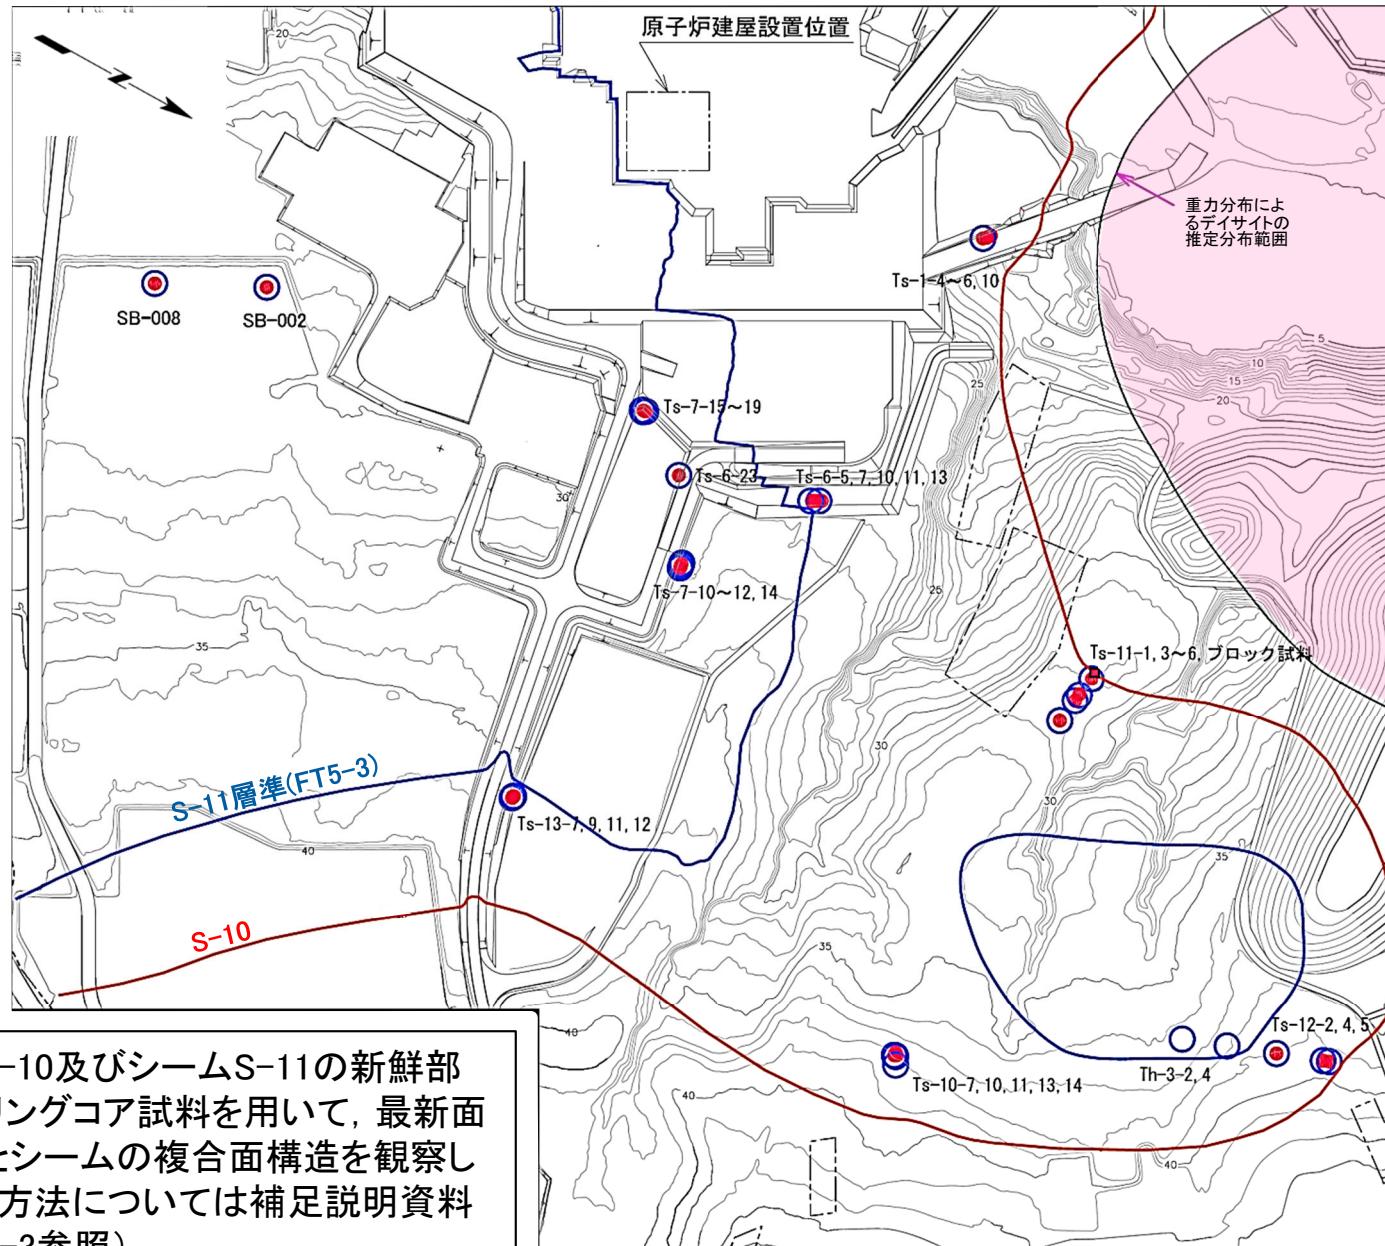 原子炉建屋設置位置
20
N
重力分布によ
るデイサイトの
推定分布範囲
Ts-1-4～6, 10
SB-008
SB-002
5
10
15
20
25
Ts-7-15～19
Ts-6-23
Ts-6-5, 7, 10, 11, 13
30
Ts-7-10～12, 14
25
35
Ts-11-1, 3～6, ブロック試料
30
S-11層準(FT5-3)
30
Ts-13-7, 9, 11, 12
40
35
S-10
35
Ts-12-2, 4, 5
40
Th-3-2, 4
Ts-10-7, 10, 11, 13, 14
40
40
-10及びシームS-11の新鮮部
リングコア試料を用いて, 最新面
とシームの複合面構造を観察し
方法については補足説明資料
-3参照）